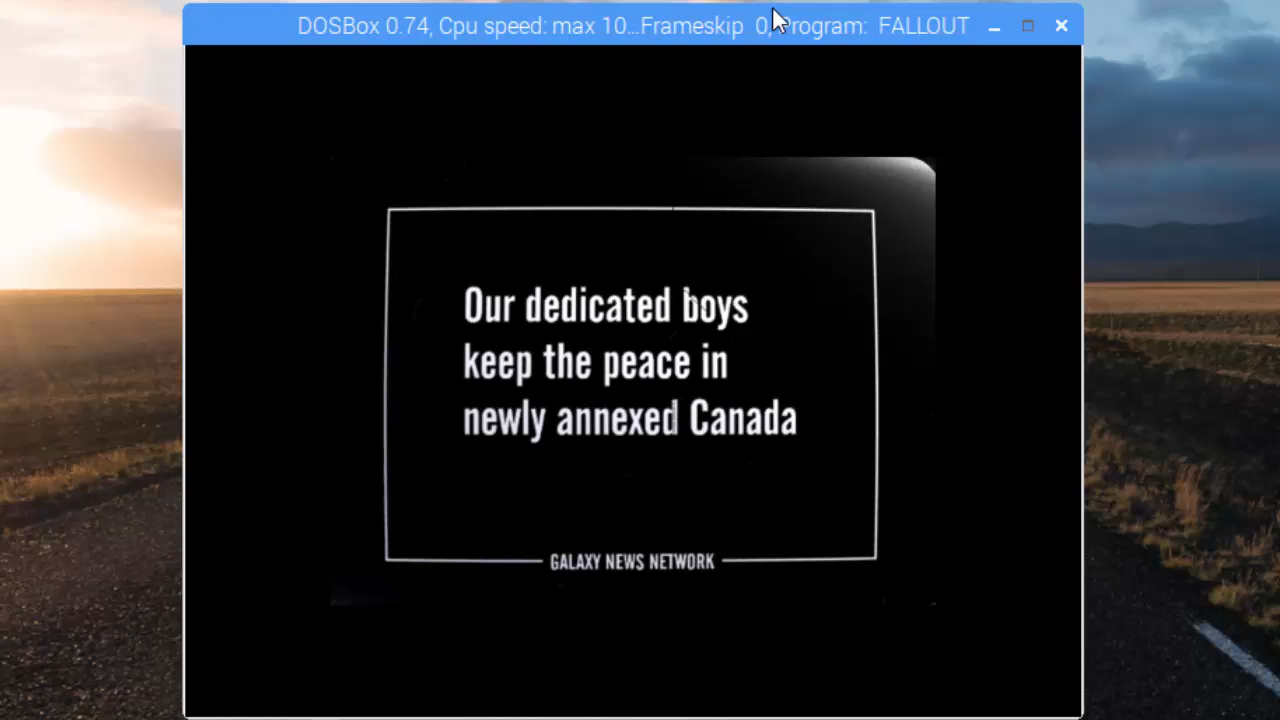 DOSBox 0.74, Cpu speed: max 10...Frameskip 0, Program: FALLOUT
Our dedicated boys
keep the peace in
newly annexed Canada
GALAXY NEWS NETWORK